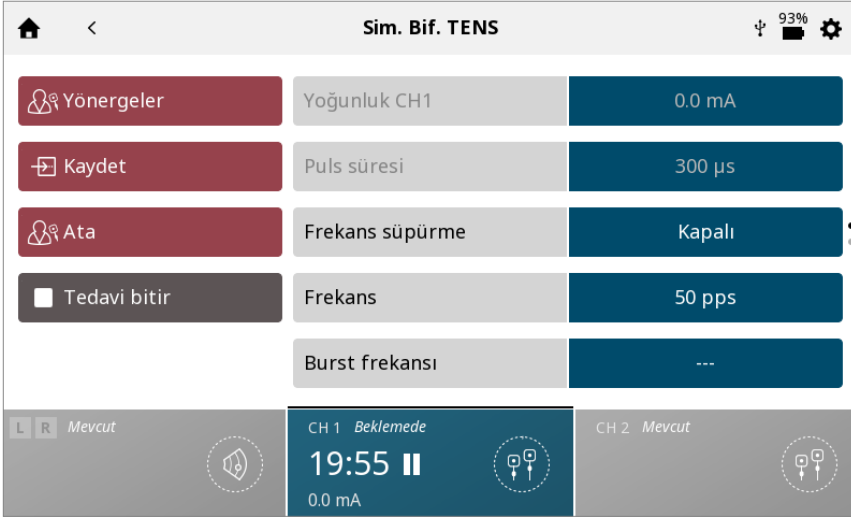 Sim. Bif. TENS
93%
Yönergeler
Yoğunluk CH1
0.0 mA
Kaydet
Puls süresi
300 µs
Ata
Frekans süpürme
Kapalı
Tedavi bitir
Frekans
50 pps
Burst frekansı
---
L R Mevcut
CH 1 Beklemede
19:55
0.0 mA
CH 2 Mevcut